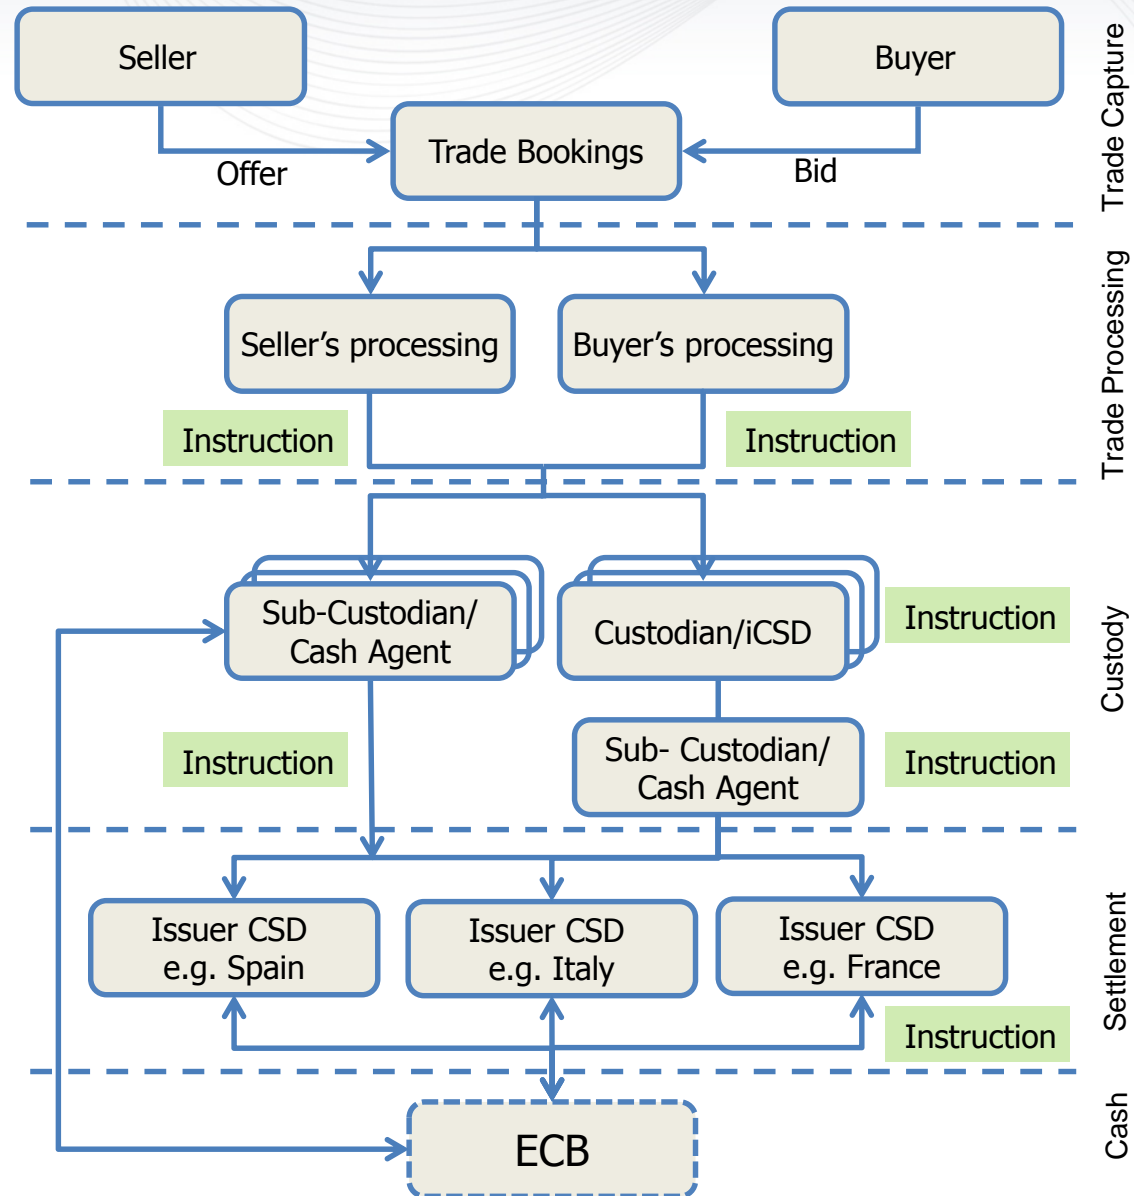 Seller
Buyer
Trade Capture
Trade Bookings
Offer
Bid
Trade Processing
Seller’s processing
Buyer’s processing
Instruction
Instruction
Custody
Sub-Custodian/
Cash Agent
Custodian/iCSD
Instruction
Instruction
Sub- Custodian/
Cash Agent
Instruction
Settlement
Issuer CSD
e.g. Spain
Issuer CSD
e.g. Italy
Issuer CSD
e.g. France
Instruction
Cash
ECB